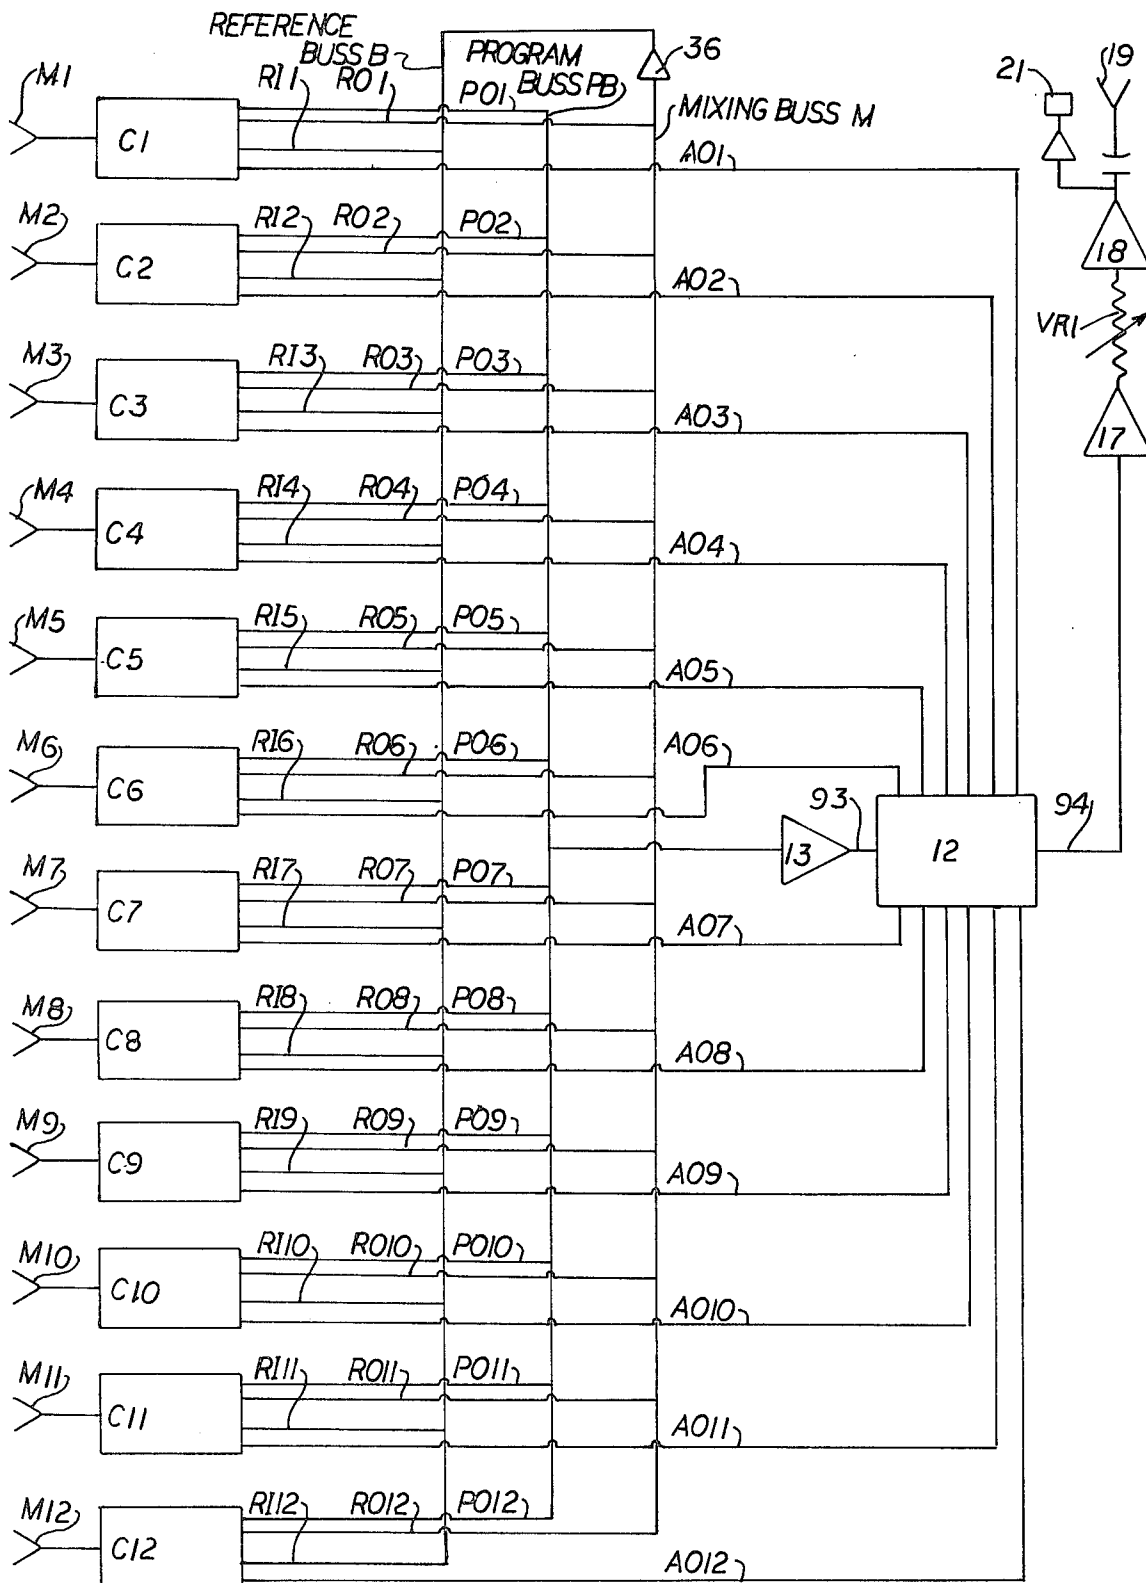 REFERENCE
BUSS B
PROGRAM
BUSS PB
36
19
21
M1
RI1
RO1
PO1
MIXING BUSS M
C1
AO1
M2
RI2
RO2
PO2
18
C2
AO2
VR1
M3
RI3
RO3
PO3
C3
AO3
17
M4
RI4
RO4
PO4
C4
AO4
M5
RI5
RO5
PO5
C5
AO5
M6
RI6
RO6
PO6
AO6
C6
93
94
13
12
M7
RI7
RO7
PO7
C7
AO7
M8
RI8
RO8
PO8
C8
AO8
M9
RI9
RO9
PO9
C9
AO9
M10
RI10
RO10
PO10
C10
AO10
M11
RI11
RO11
PO11
C11
AO11
M12
RI12
RO12
PO12
C12
AO12